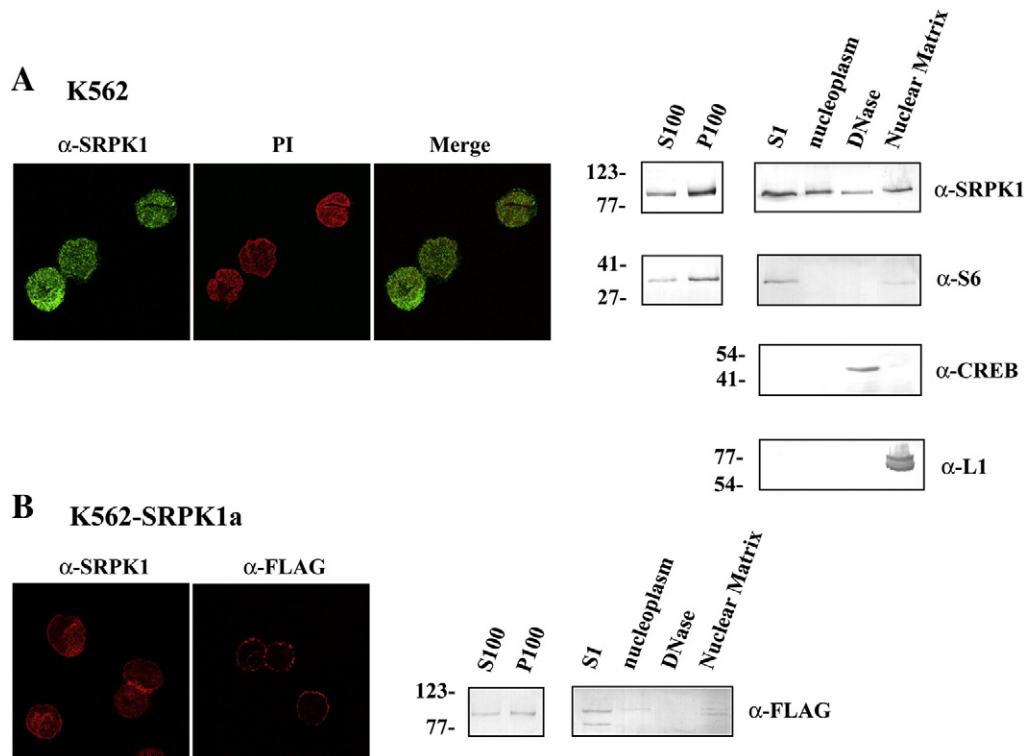 A
K562
α-SRPK1
PI
Merge
S100
P100
S1
nucleoplasm
DNase
Nuclear Matrix
123-
77-
α-SRPK1
41-
27-
α-S6
54-
41-
α-CREB
77-
54-
α-L1
B
K562-SRPK1a
α-SRPK1
α-FLAG
S100
P100
S1
nucleoplasm
DNase
Nuclear Matrix
123-
77-
α-FLAG